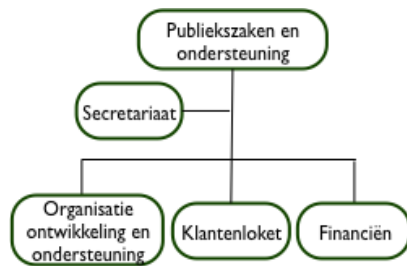 Publiekszaken en
ondersteuning
Secretariaat
Organisatie
ontwikkeling en
ondersteuning
Klantenloket
Financiën